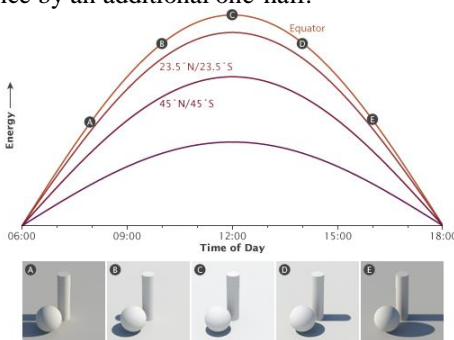 ice by an additional one-half.
C
Equator
B
D
23.5°N/23.5°S
45°N/45°S
A
E
Energy
06:00 09:00 12:00 15:00 18:00
Time of Day
A B C D E